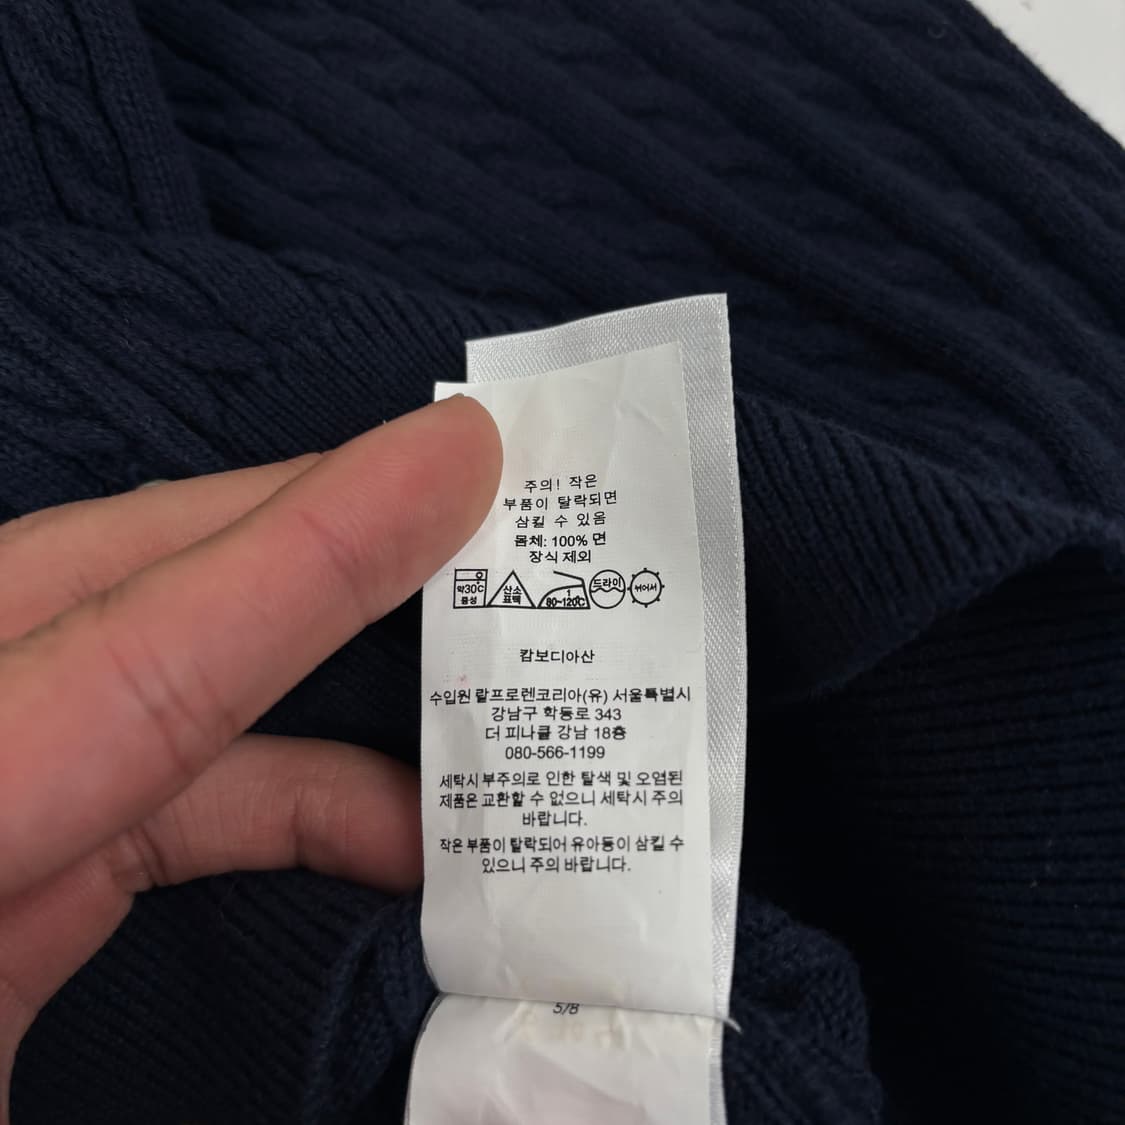 주의! 작은
부품이 탈락되면
삼킬 수 있음
몸체: 100% 면
장식 제외
약30℃ 중성 산소 표백 1 80~120℃ 드라이 뉘어서
캄보디아산
수입원 랄프로렌코리아(유) 서울특별시
강남구 학동로 343
더 피나클 강남 18층
080-566-1199
세탁시 부주의로 인한 탈색 및 오염된
제품은 교환할 수 없으니 세탁시 주의
바랍니다.
작은 부품이 탈락되어 유아등이 삼킬 수
있으니 주의 바랍니다.
5/8